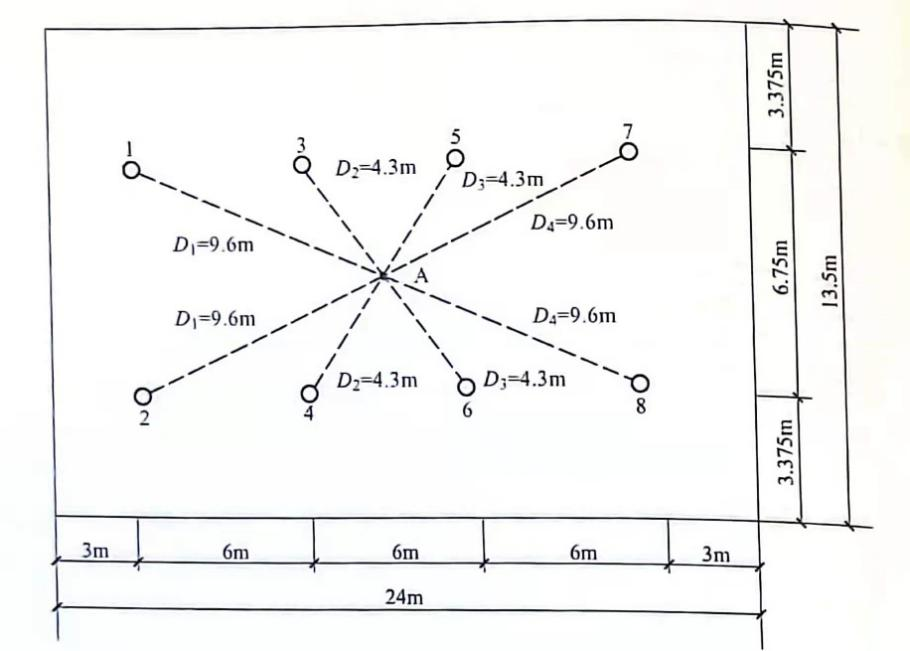 3.375m
6.75m
13.5m
3.375m
1
3
5
7
D₂=4.3m
D₃=4.3m
D₄=9.6m
D₁=9.6m
A
D₁=9.6m
D₄=9.6m
D₂=4.3m
D₃=4.3m
2
4
6
8
3m
6m
6m
6m
3m
24m